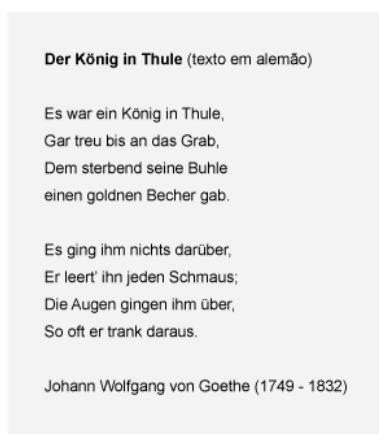 Der König in Thule (texto em alemão)
Es war ein König in Thule,
Gar treu bis an das Grab,
Dem sterbend seine Buhle
einen goldnen Becher gab.
Es ging ihm nichts darüber,
Er leert' ihn jeden Schmaus;
Die Augen gingen ihm über,
So oft er trank daraus.
Johann Wolfgang von Goethe (1749 - 1832)